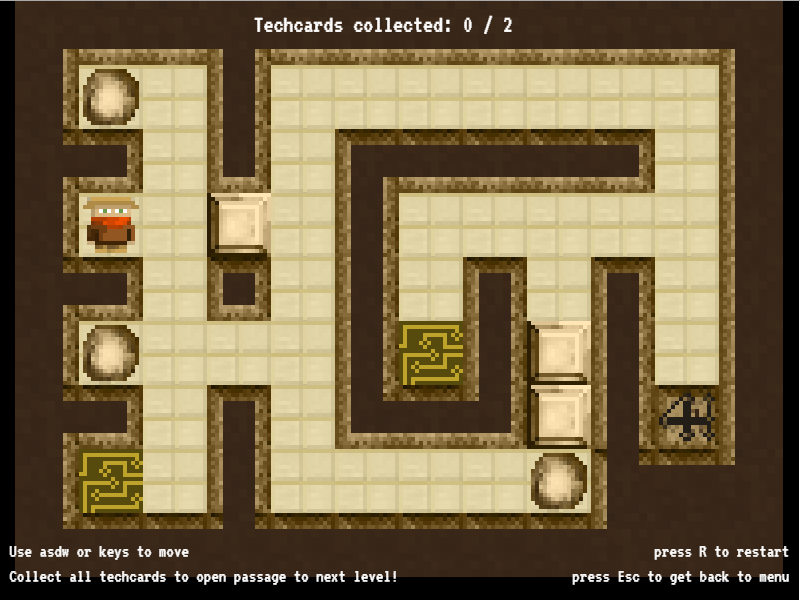 Techcards collected: 0 / 2
Use asdw or keys to move
press R to restart
Collect all techcards to open passage to next level!
press Esc to get back to menu